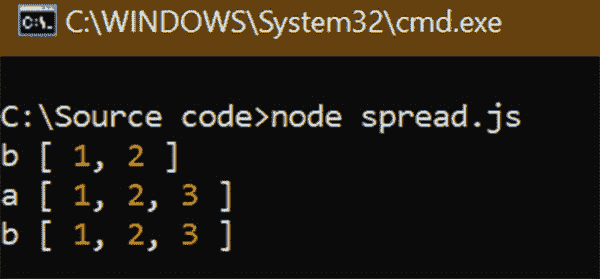 C:\WINDOWS\System32\cmd.exe
C:\Source code>node spread.js
b [ 1, 2 ]
a [ 1, 2, 3 ]
b [ 1, 2, 3 ]